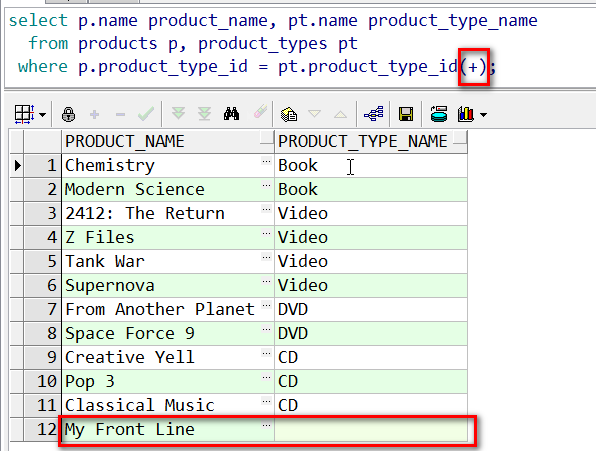 select p.name product_name, pt.name product_type_name
from products p, product_types pt
where p.product_type_id = pt.product_type_id(+);
PRODUCT_NAME PRODUCT_TYPE_NAME
1 Chemistry ... Book
2 Modern Science ... Book
3 2412: The Return ... Video
4 Z Files ... Video
5 Tank War ... Video
6 Supernova ... Video
7 From Another Planet ... DVD
8 Space Force 9 ... DVD
9 Creative Yell ... CD
10 Pop 3 ... CD
11 Classical Music ... CD
12 My Front Line ...